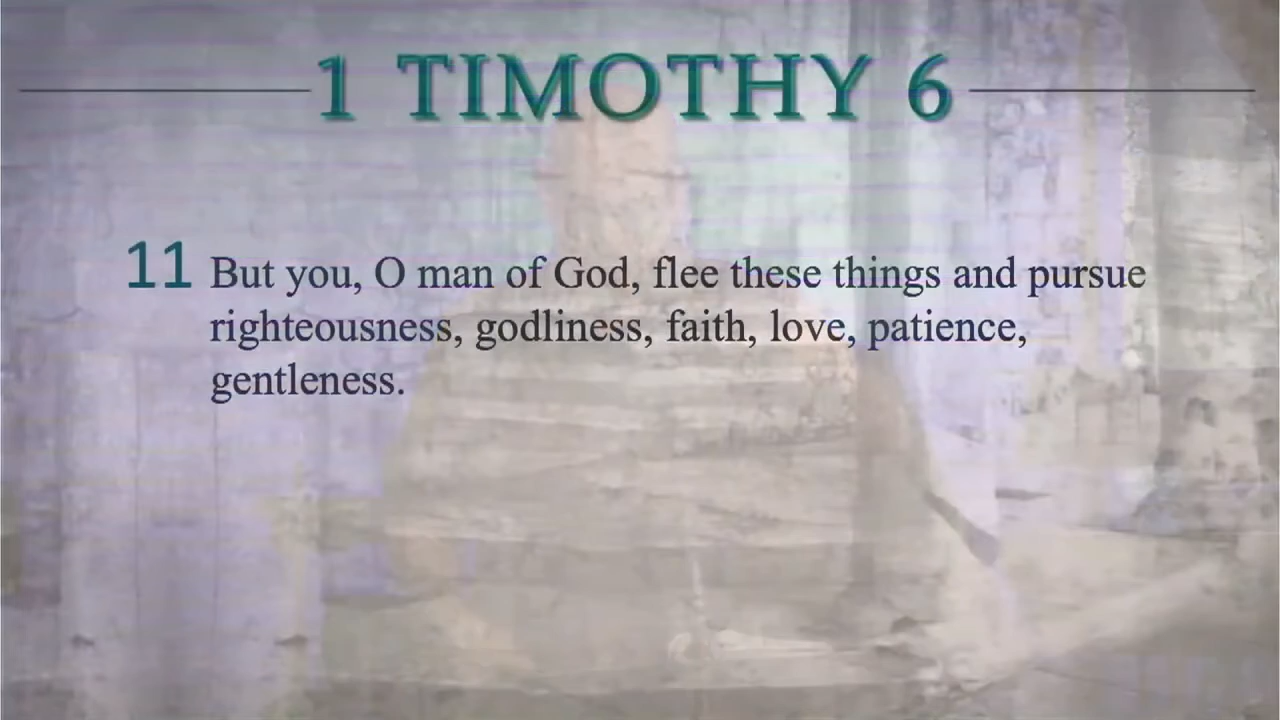 1 TIMOTHY 6
11 But you, O man of God, flee these things and pursue
righteousness, godliness, faith, love, patience,
gentleness.